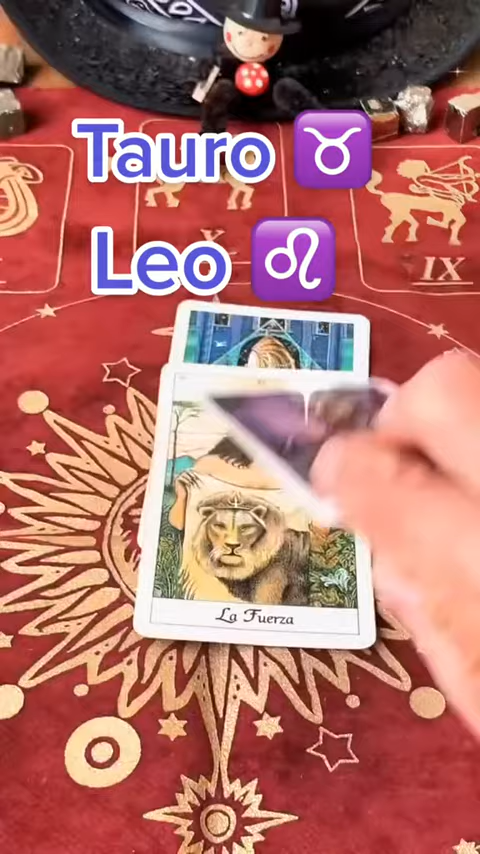 Tauro ♉
Leo ♌
X
IX
La Fuerza